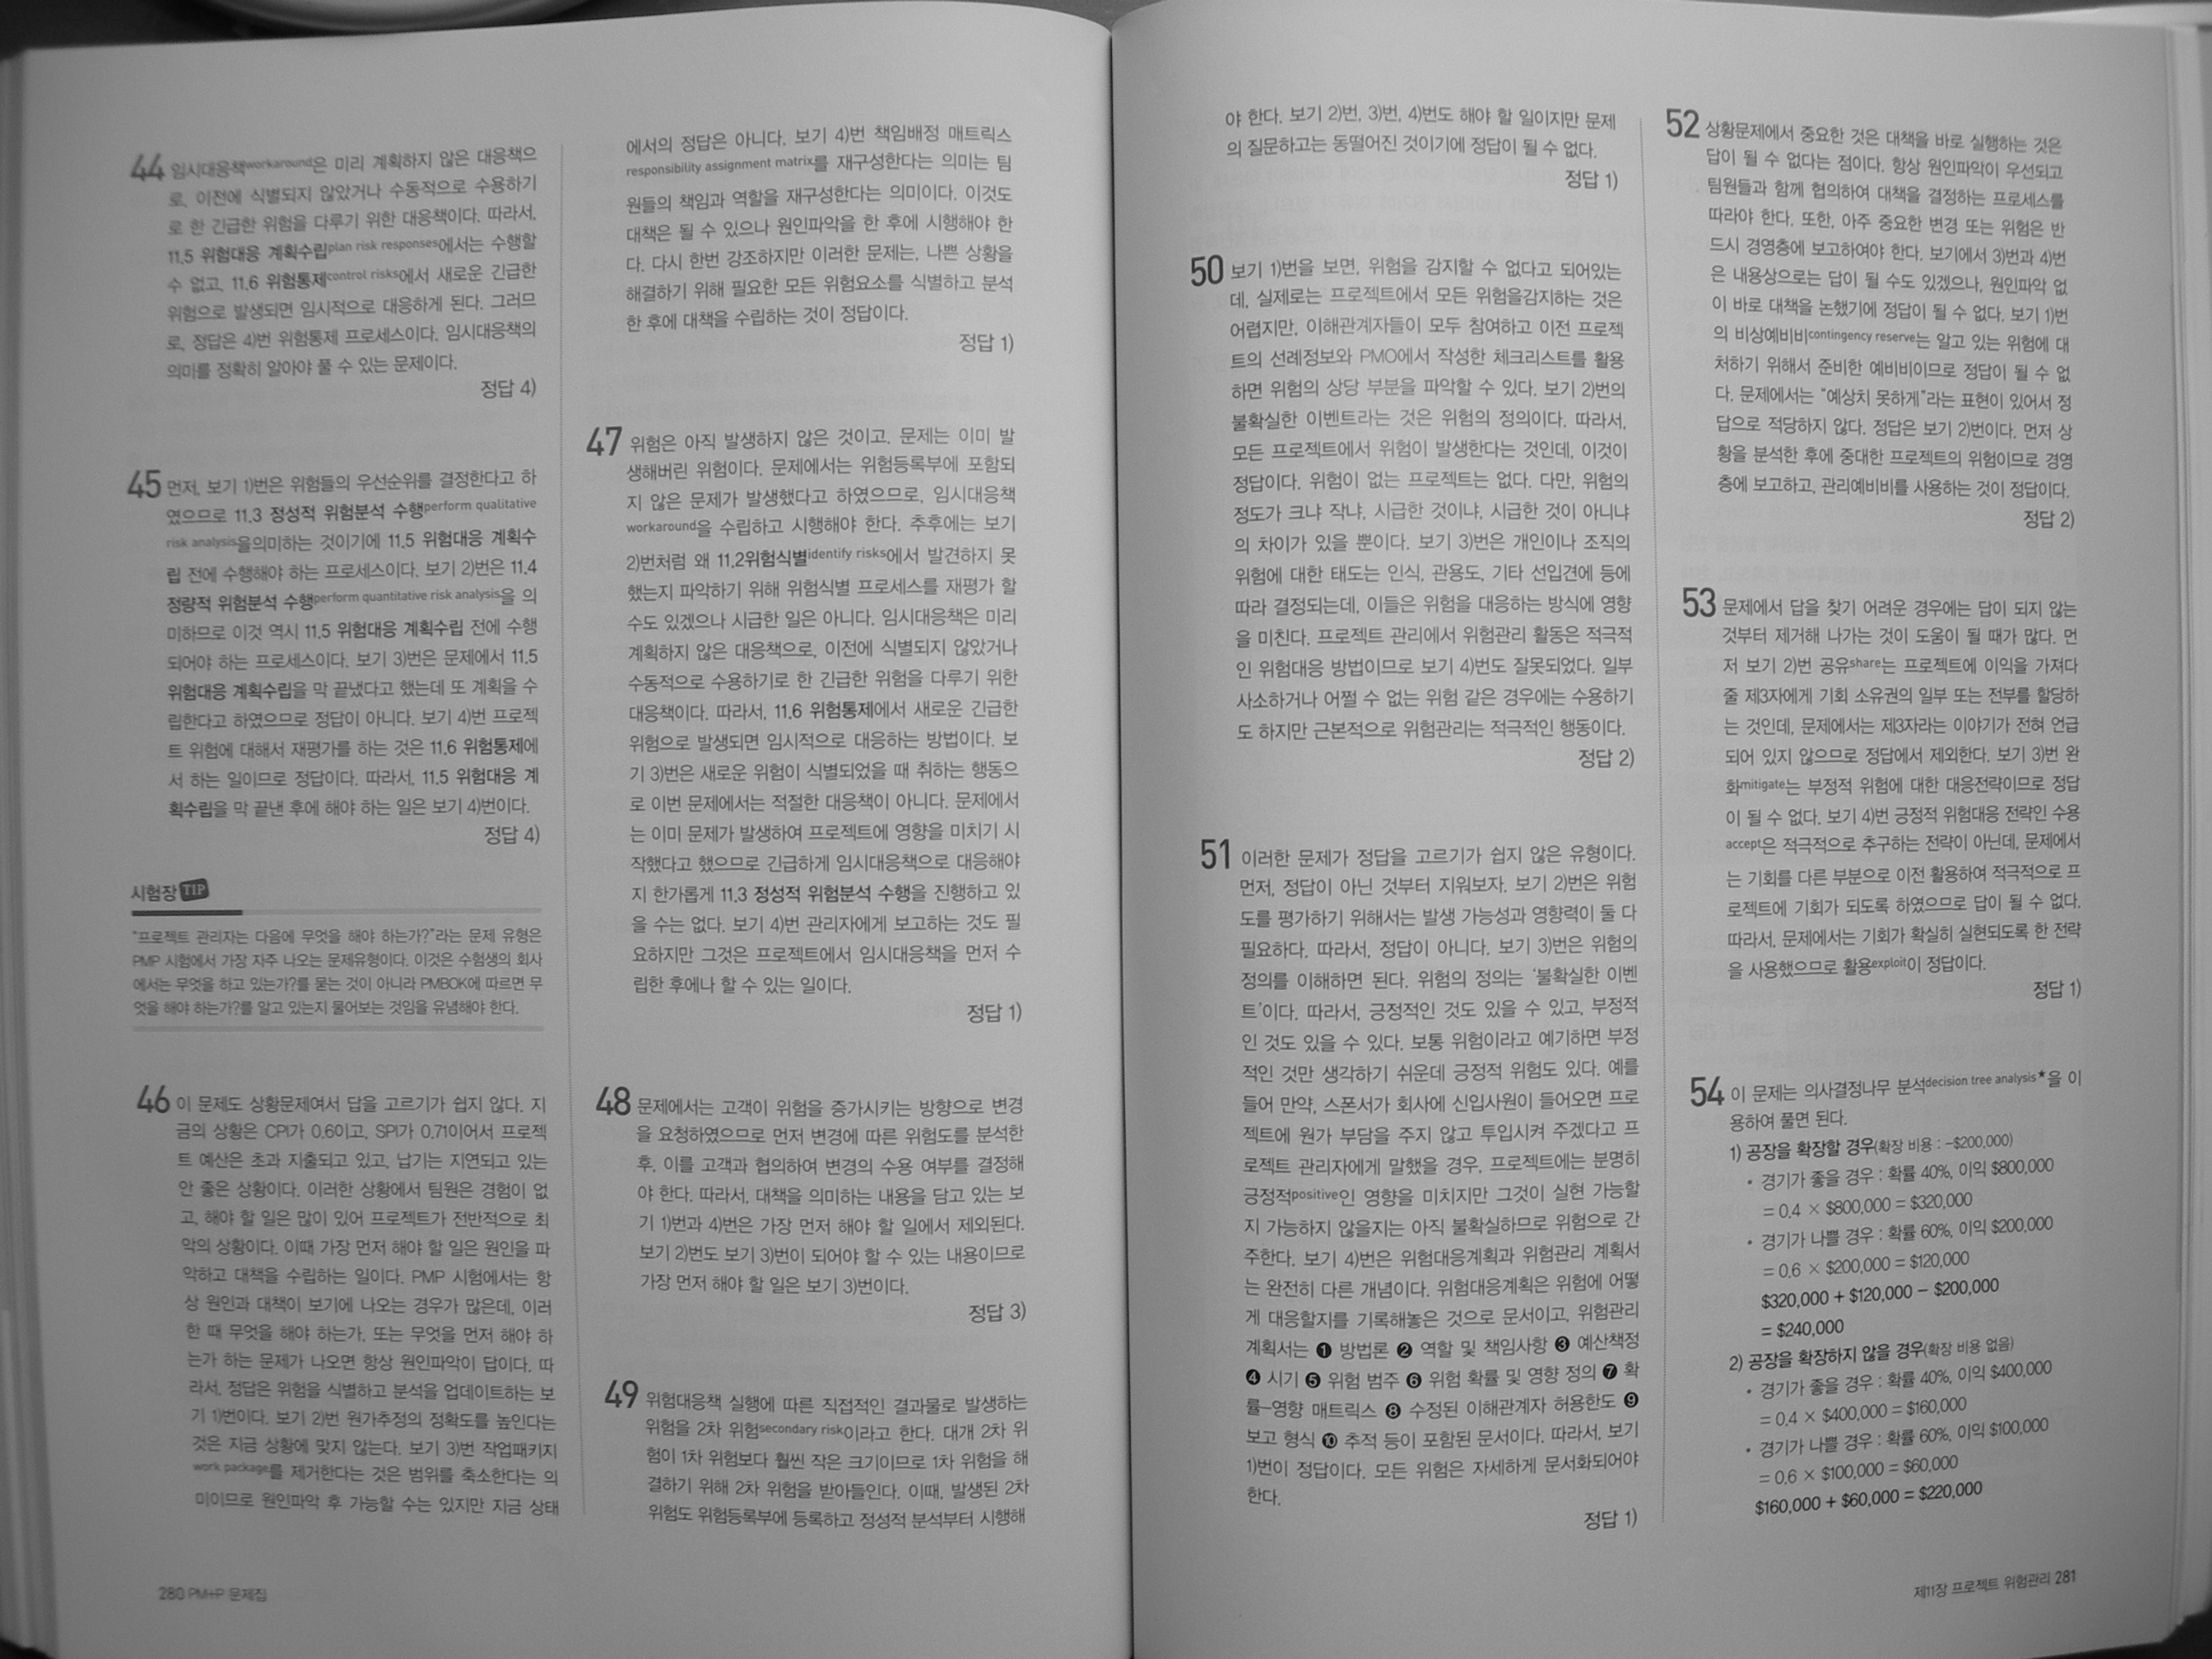 44 임시대응책workaround은 미리 계획하지 않은 대응책으
로, 이전에 식별되지 않았거나 수동적으로 수용하기
로 한 긴급한 위험을 다루기 위한 대응책이다. 따라서,
11.5 위험대응 계획수립plan risk responses에서는 수행할
수 없고, 11.6 위험통제control risks에서 새로운 긴급한
위험으로 발생되면 임시적으로 대응하게 된다. 그러므
로, 정답은 4)번 위험통제 프로세스이다. 임시대응책의
의미를 정확히 알아야 풀 수 있는 문제이다.
정답 4)
45 먼저, 보기 1)번은 위험들의 우선순위를 결정한다고 하
였으므로 11.3 정성적 위험분석 수행perform qualitative
risk analysis을의미하는 것이기에 11.5 위험대응 계획수
립 전에 수행해야 하는 프로세스이다. 보기 2)번은 11.4
정량적 위험분석 수행perform quantitative risk analysis을 의
미하므로 이것 역시 11.5 위험대응 계획수립 전에 수행
되어야 하는 프로세스이다. 보기 3)번은 문제에서 11.5
위험대응 계획수립을 막 끝냈다고 했는데 또 계획을 수
립한다고 하였으므로 정답이 아니다. 보기 4)번 프로젝
트 위험에 대해서 재평가를 하는 것은 11.6 위험통제에
서 하는 일이므로 정답이다. 따라서, 11.5 위험대응 계
획수립을 막 끝낸 후에 해야 하는 일은 보기 4)번이다.
정답 4)
시험장 TIP
“프로젝트 관리자는 다음에 무엇을 해야 하는가?”라는 문제 유형은
PMP 시험에서 가장 자주 나오는 문제유형이다. 이것은 수험생의 회사
에서는 무엇을 하고 있는가?를 묻는 것이 아니라 PMBOK에 따르면 무
엇을 해야 하는가?를 알고 있는지 물어보는 것임을 유념해야 한다.
46 이 문제도 상황문제여서 답을 고르기가 쉽지 않다. 지
금의 상황은 CPI가 0.6이고, SPI가 0.71이어서 프로젝
트 예산은 초과 지출되고 있고, 납기는 지연되고 있는
안 좋은 상황이다. 이러한 상황에서 팀원은 경험이 없
고, 해야 할 일은 많이 있어 프로젝트가 전반적으로 최
악의 상황이다. 이때 가장 먼저 해야 할 일은 원인을 파
악하고 대책을 수립하는 일이다. PMP 시험에서는 항
상 원인과 대책이 보기에 나오는 경우가 많은데, 이러
한 때 무엇을 해야 하는가, 또는 무엇을 먼저 해야 하
는가 하는 문제가 나오면 항상 원인파악이 답이다. 따
라서, 정답은 위험을 식별하고 분석을 업데이트하는 보
기 1)번이다. 보기 2)번 원가추정의 정확도를 높인다는
것은 지금 상황에 맞지 않는다. 보기 3)번 작업패키지
work package를 제거한다는 것은 범위를 축소한다는 의
미이므로 원인파악 후 가능할 수는 있지만 지금 상태
280 PM+P 문제집
에서의 정답은 아니다. 보기 4)번 책임배정 매트릭스
responsibility assignment matrix를 재구성한다는 의미는 팀
원들의 책임과 역할을 재구성한다는 의미이다. 이것도
대책은 될 수 있으나 원인파악을 한 후에 시행해야 한
다. 다시 한번 강조하지만 이러한 문제는, 나쁜 상황을
해결하기 위해 필요한 모든 위험요소를 식별하고 분석
한 후에 대책을 수립하는 것이 정답이다.
정답 1)
47 위험은 아직 발생하지 않은 것이고, 문제는 이미 발
생해버린 위험이다. 문제에서는 위험등록부에 포함되
지 않은 문제가 발생했다고 하였으므로, 임시대응책
workaround을 수립하고 시행해야 한다. 추후에는 보기
2)번처럼 왜 11.2위험식별identify risks에서 발견하지 못
했는지 파악하기 위해 위험식별 프로세스를 재평가 할
수도 있겠으나 시급한 일은 아니다. 임시대응책은 미리
계획하지 않은 대응책으로, 이전에 식별되지 않았거나
수동적으로 수용하기로 한 긴급한 위험을 다루기 위한
대응책이다. 따라서, 11.6 위험통제에서 새로운 긴급한
위험으로 발생되면 임시적으로 대응하는 방법이다. 보
기 3)번은 새로운 위험이 식별되었을 때 취하는 행동으
로 이번 문제에서는 적절한 대응책이 아니다. 문제에서
는 이미 문제가 발생하여 프로젝트에 영향을 미치기 시
작했다고 했으므로 긴급하게 임시대응책으로 대응해야
지 한가롭게 11.3 정성적 위험분석 수행을 진행하고 있
을 수는 없다. 보기 4)번 관리자에게 보고하는 것도 필
요하지만 그것은 프로젝트에서 임시대응책을 먼저 수
립한 후에나 할 수 있는 일이다.
정답 1)
48 문제에서는 고객이 위험을 증가시키는 방향으로 변경
을 요청하였으므로 먼저 변경에 따른 위험도를 분석한
후, 이를 고객과 협의하여 변경의 수용 여부를 결정해
야 한다. 따라서, 대책을 의미하는 내용을 담고 있는 보
기 1)번과 4)번은 가장 먼저 해야 할 일에서 제외된다.
보기 2)번도 보기 3)번이 되어야 할 수 있는 내용이므로
가장 먼저 해야 할 일은 보기 3)번이다.
정답 3)
49 위험대응책 실행에 따른 직접적인 결과물로 발생하는
위험을 2차 위험secondary risk이라고 한다. 대개 2차 위
험이 1차 위험보다 훨씬 작은 크기이므로 1차 위험을 해
결하기 위해 2차 위험을 받아들인다. 이때, 발생된 2차
위험도 위험등록부에 등록하고 정성적 분석부터 시행해
야 한다. 보기 2)번, 3)번, 4)번도 해야 할 일이지만 문제
의 질문하고는 동떨어진 것이기에 정답이 될 수 없다.
정답 1)
50 보기 1)번을 보면, 위험을 감지할 수 없다고 되어있는
데, 실제로는 프로젝트에서 모든 위험을감지하는 것은
어렵지만, 이해관계자들이 모두 참여하고 이전 프로젝
트의 선례정보와 PMO에서 작성한 체크리스트를 활용
하면 위험의 상당 부분을 파악할 수 있다. 보기 2)번의
불확실한 이벤트라는 것은 위험의 정의이다. 따라서,
모든 프로젝트에서 위험이 발생한다는 것인데, 이것이
정답이다. 위험이 없는 프로젝트는 없다. 다만, 위험의
정도가 크냐 작냐, 시급한 것이냐, 시급한 것이 아니냐
의 차이가 있을 뿐이다. 보기 3)번은 개인이나 조직의
위험에 대한 태도는 인식, 관용도, 기타 선입견에 등에
따라 결정되는데, 이들은 위험을 대응하는 방식에 영향
을 미친다. 프로젝트 관리에서 위험관리 활동은 적극적
인 위험대응 방법이므로 보기 4)번도 잘못되었다. 일부
사소하거나 어쩔 수 없는 위험 같은 경우에는 수용하기
도 하지만 근본적으로 위험관리는 적극적인 행동이다.
정답 2)
51 이러한 문제가 정답을 고르기가 쉽지 않은 유형이다.
먼저, 정답이 아닌 것부터 지워보자. 보기 2)번은 위험
도를 평가하기 위해서는 발생 가능성과 영향력이 둘 다
필요하다. 따라서, 정답이 아니다. 보기 3)번은 위험의
정의를 이해하면 된다. 위험의 정의는 ‘불확실한 이벤
트’이다. 따라서, 긍정적인 것도 있을 수 있고, 부정적
인 것도 있을 수 있다. 보통 위험이라고 예기하면 부정
적인 것만 생각하기 쉬운데 긍정적 위험도 있다. 예를
들어 만약, 스폰서가 회사에 신입사원이 들어오면 프로
젝트에 원가 부담을 주지 않고 투입시켜 주겠다고 프
로젝트 관리자에게 말했을 경우, 프로젝트에는 분명히
긍정적positive인 영향을 미치지만 그것이 실현 가능할
지 가능하지 않을지는 아직 불확실하므로 위험으로 간
주한다. 보기 4)번은 위험대응계획과 위험관리 계획서
는 완전히 다른 개념이다. 위험대응계획은 위험에 어떻
게 대응할지를 기록해놓은 것으로 문서이고, 위험관리
계획서는 ❶ 방법론 ❷ 역할 및 책임사항 ❸ 예산책정
❹ 시기 ❺ 위험 범주 ❻ 위험 확률 및 영향 정의 ❼ 확
률–영향 매트릭스 ❽ 수정된 이해관계자 허용한도 ❾
보고 형식 ❿ 추적 등이 포함된 문서이다. 따라서, 보기
1)번이 정답이다. 모든 위험은 자세하게 문서화되어야
한다.
정답 1)
52 상황문제에서 중요한 것은 대책을 바로 실행하는 것은
답이 될 수 없다는 점이다. 항상 원인파악이 우선되고
팀원들과 함께 협의하여 대책을 결정하는 프로세스를
따라야 한다. 또한, 아주 중요한 변경 또는 위험은 반
드시 경영층에 보고하여야 한다. 보기에서 3)번과 4)번
은 내용상으로는 답이 될 수도 있겠으나, 원인파악 없
이 바로 대책을 논했기에 정답이 될 수 없다. 보기 1)번
의 비상예비비contingency reserve는 알고 있는 위험에 대
처하기 위해서 준비한 예비비이므로 정답이 될 수 없
다. 문제에서는 “예상치 못하게”라는 표현이 있어서 정
답으로 적당하지 않다. 정답은 보기 2)번이다. 먼저 상
황을 분석한 후에 중대한 프로젝트의 위험이므로 경영
층에 보고하고, 관리예비비를 사용하는 것이 정답이다.
정답 2)
53 문제에서 답을 찾기 어려운 경우에는 답이 되지 않는
것부터 제거해 나가는 것이 도움이 될 때가 많다. 먼
저 보기 2)번 공유share는 프로젝트에 이익을 가져다
줄 제3자에게 기회 소유권의 일부 또는 전부를 할당하
는 것인데, 문제에서는 제3자라는 이야기가 전혀 언급
되어 있지 않으므로 정답에서 제외한다. 보기 3)번 완
화mitigate는 부정적 위험에 대한 대응전략이므로 정답
이 될 수 없다. 보기 4)번 긍정적 위험대응 전략인 수용
accept은 적극적으로 추구하는 전략이 아닌데, 문제에서
는 기회를 다른 부분으로 이전 활용하여 적극적으로 프
로젝트에 기회가 되도록 하였으므로 답이 될 수 없다.
따라서, 문제에서는 기회가 확실히 실현되도록 한 전략
을 사용했으므로 활용exploit이 정답이다.
정답 1)
54 이 문제는 의사결정나무 분석decision tree analysis★을 이
용하여 풀면 된다.
1) 공장을 확장할 경우(확장 비용 : –$200,000)
• 경기가 좋을 경우 : 확률 40%, 이익 $800,000
= 0.4 × $800,000 = $320,000
• 경기가 나쁠 경우 : 확률 60%, 이익 $200,000
= 0.6 × $200,000 = $120,000
$320,000 + $120,000 – $200,000
= $240,000
2) 공장을 확장하지 않을 경우(확장 비용 없음)
• 경기가 좋을 경우 : 확률 40%, 이익 $400,000
= 0.4 × $400,000 = $160,000
• 경기가 나쁠 경우 : 확률 60%, 이익 $100,000
= 0.6 × $100,000 = $60,000
$160,000 + $60,000 = $220,000
제11장 프로젝트 위험관리 281